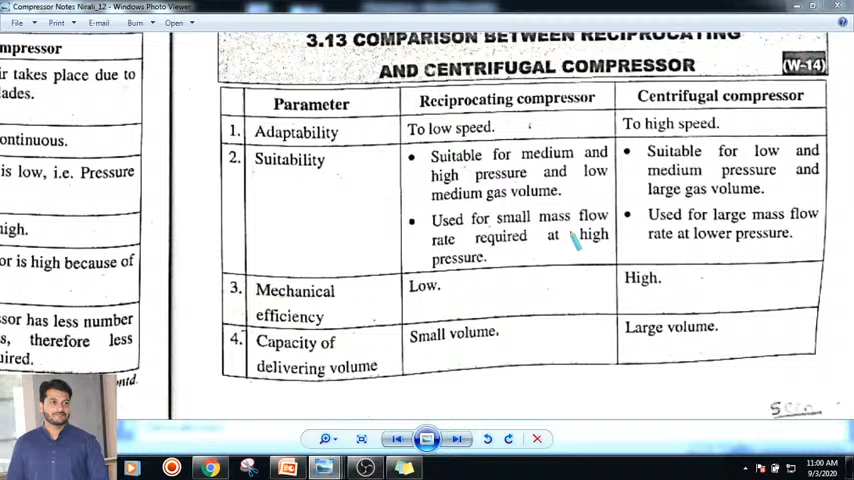 Compressor Notes Nirali_12 - Windows Photo Viewer
File Print E-mail Burn Open
mpressor
ir takes place due to
lades.
ontinuous.
is low, i.e. Pressure
igh.
or is high because of
ssor has less number
s, therefore less
uired.
ontd.
3.13 COMPARISON BETWEEN RECIPROCATING
AND CENTRIFUGAL COMPRESSOR (W-14)
Parameter Reciprocating compressor Centrifugal compressor
1. Adaptability To low speed. To high speed.
2. Suitability
• Suitable for medium and
high pressure and low
medium gas volume.
• Used for small mass flow
rate required at high
pressure.
• Suitable for low and
medium pressure and
large gas volume.
• Used for large mass flow
rate at lower pressure.
3. Mechanical
efficiency
Low. High.
4. Capacity of
delivering volume
Small volume. Large volume.
11:00 AM
9/3/2020